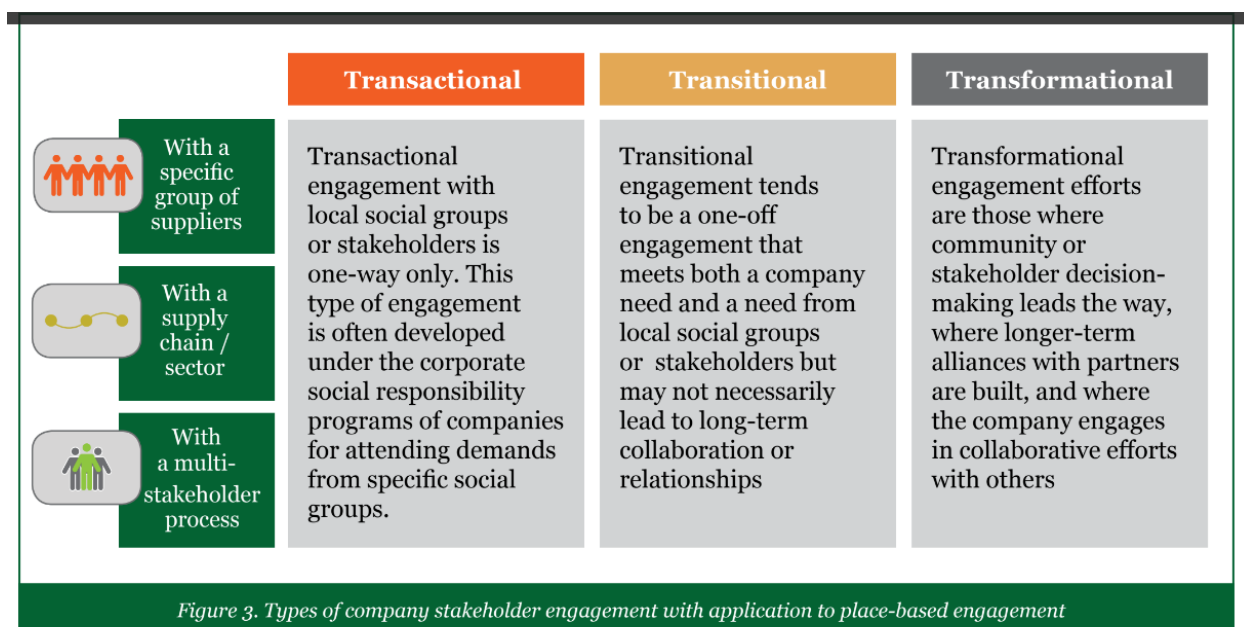 Transactional
Transitional
Transformational
With a
specific
group of
suppliers
With a
supply
chain /
sector
With
a multi-
stakeholder
process
Transactional
engagement with
local social groups
or stakeholders is
one-way only. This
type of engagement
is often developed
under the corporate
social responsibility
programs of companies
for attending demands
from specific social
groups.
Transitional
engagement tends
to be a one-off
engagement that
meets both a company
need and a need from
local social groups
or stakeholders but
may not necessarily
lead to long-term
collaboration or
relationships
Transformational
engagement efforts
are those where
community or
stakeholder decision-
making leads the way,
where longer-term
alliances with partners
are built, and where
the company engages
in collaborative efforts
with others
Figure 3. Types of company stakeholder engagement with application to place-based engagement